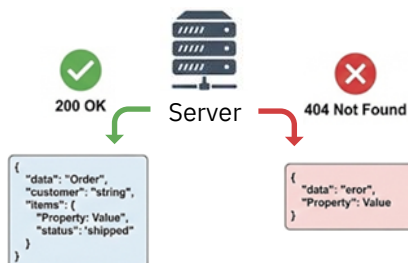 200 OK
Server
404 Not Found
{
"data": "Order",
"customer": "string",
"items": {
"Property: Value",
"status": 'shipped"
}
}
{
"data": "eror",
"Property": Value
}